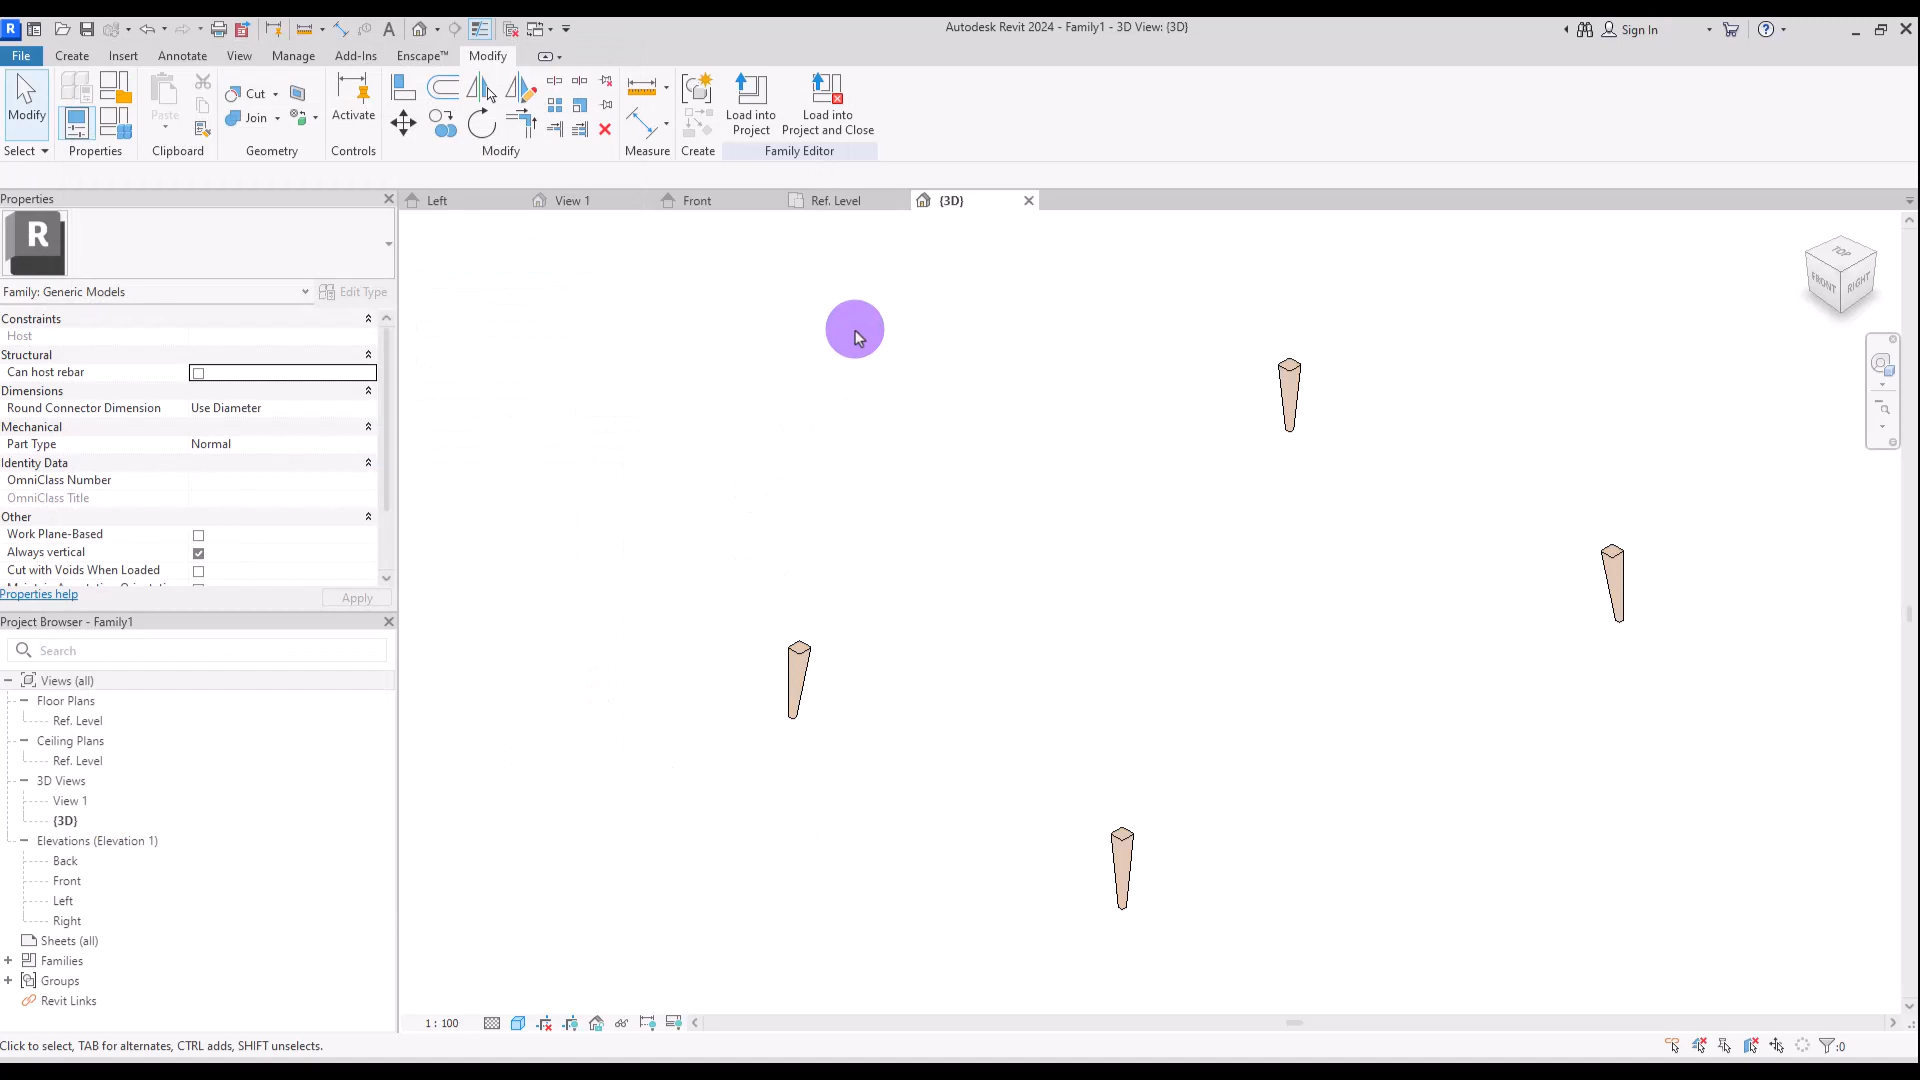 Autodesk Revit 2024 - Family1 - 3D View: {3D}
Sign In
File
Create
Insert
Annotate
View
Manage
Add-Ins
Enscape™
Modify
Modify
Paste
Cut
Join
Activate
Load into
Project
Load into
Project and Close
Select
Properties
Clipboard
Geometry
Controls
Modify
Measure
Create
Family Editor
Properties
Left
View 1
Front
Ref. Level
{3D}
R
Family: Generic Models
Edit Type
Constraints
Host
Structural
Can host rebar
Dimensions
Round Connector Dimension
Use Diameter
Mechanical
Part Type
Normal
Identity Data
OmniClass Number
OmniClass Title
Other
Work Plane-Based
Always vertical
Cut with Voids When Loaded
Properties help
Apply
TOP
FRONT
RIGHT
Project Browser - Family1
Search
Views (all)
Floor Plans
Ref. Level
Ceiling Plans
Ref. Level
3D Views
View 1
{3D}
Elevations (Elevation 1)
Back
Front
Left
Right
Sheets (all)
Families
Groups
Revit Links
1 : 100
Click to select, TAB for alternates, CTRL adds, SHIFT unselects.
:0